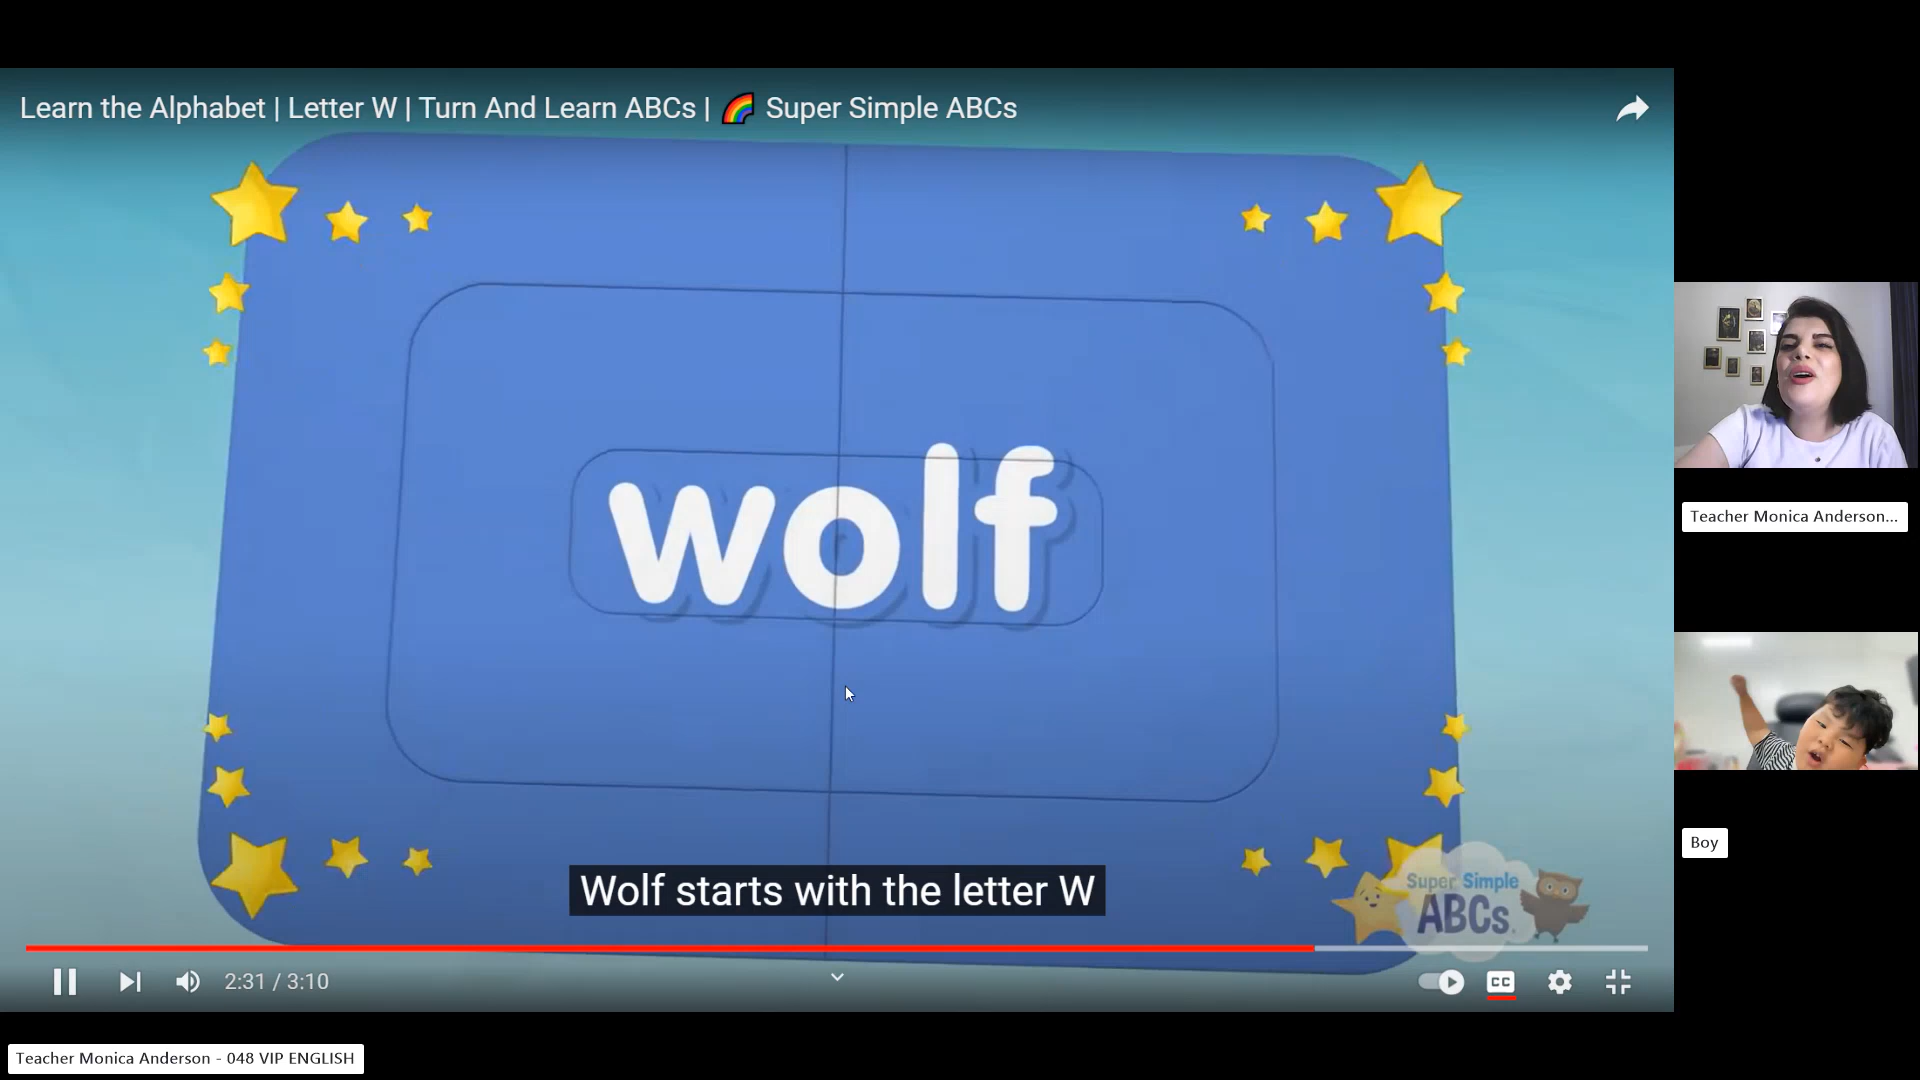 Learn the Alphabet | Letter W | Turn And Learn ABCs | 🌈 Super Simple ABCs
wolf
Wolf starts with the letter W
Super Simple
ABCs
2:31 / 3:10
CC
Teacher Monica Anderson...
Boy
Teacher Monica Anderson - 048 VIP ENGLISH